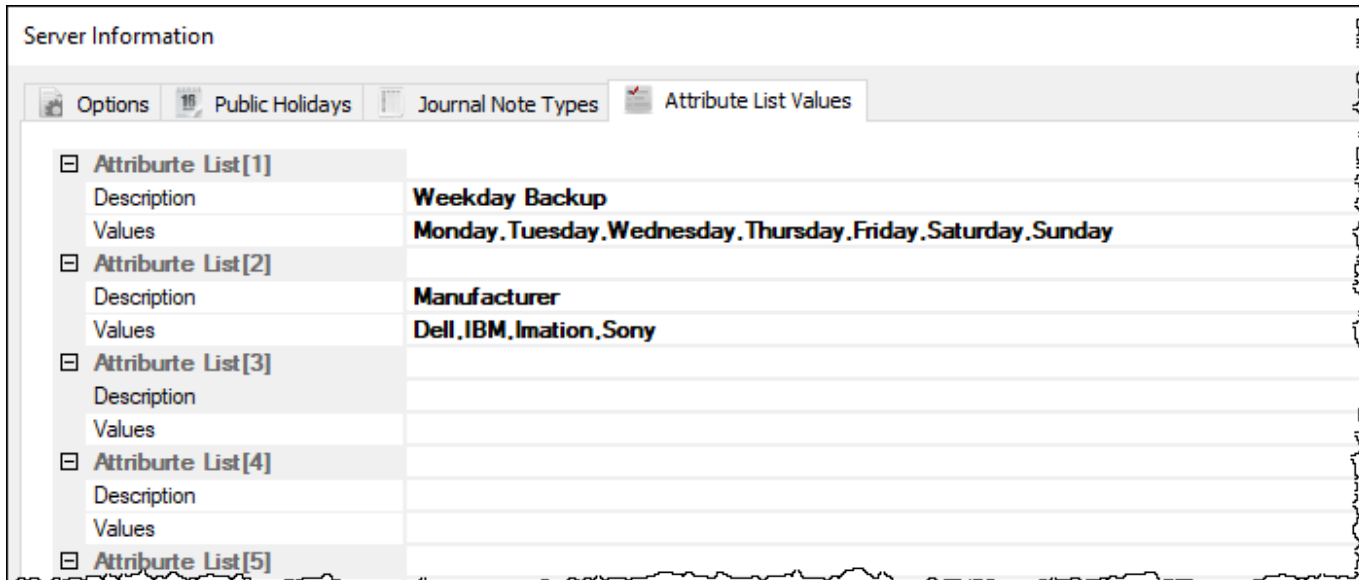 Server Information
Options Public Holidays Journal Note Types Attribute List Values
Attriburte List[1]
Description Weekday Backup
Values Monday,Tuesday,Wednesday,Thursday,Friday,Saturday,Sunday
Attriburte List[2]
Description Manufacturer
Values Dell,IBM,Imation,Sony
Attriburte List[3]
Description
Values
Attriburte List[4]
Description
Values
Attriburte List[5]